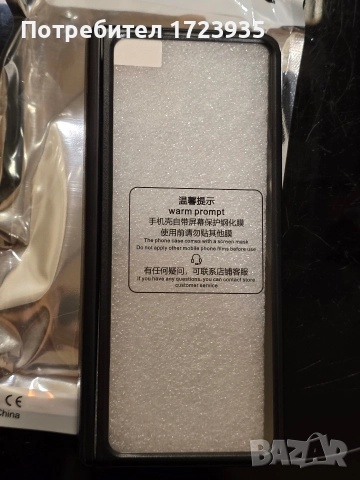 Потребител 1723935
温馨提示
warm prompt
手机壳自带屏幕保护钢化膜
使用前请勿贴其他膜
The phone case comes with a screen mask
Do not apply other mobile phone films before use
有任何疑问，可联系店铺客服
If you have any questions, you can contact store
customer service
CE
China
BAZAR
bg